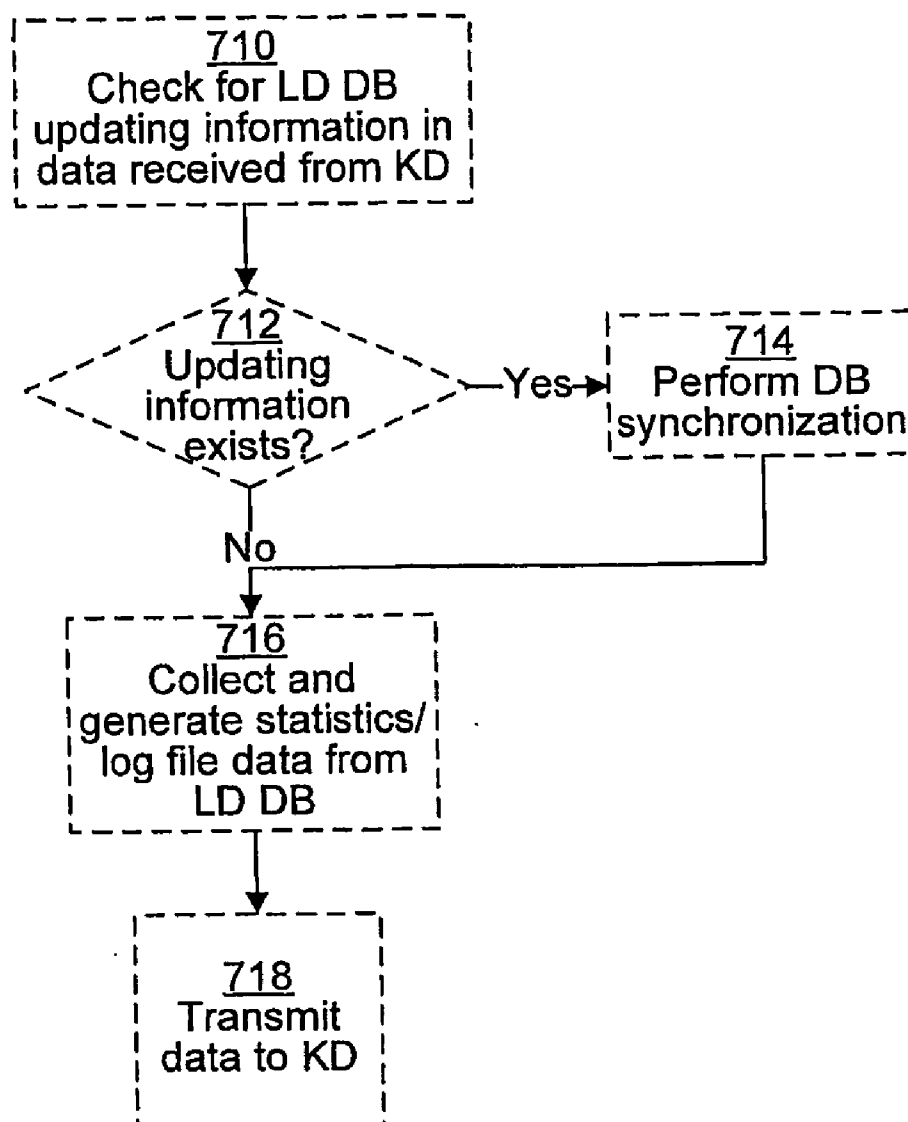 710
Check for LD DB
updating information in
data received from KD
712
Updating
information
exists?
Yes
714
Perform DB
synchronization
No
716
Collect and
generate statistics/
log file data from
LD DB
718
Transmit
data to KD